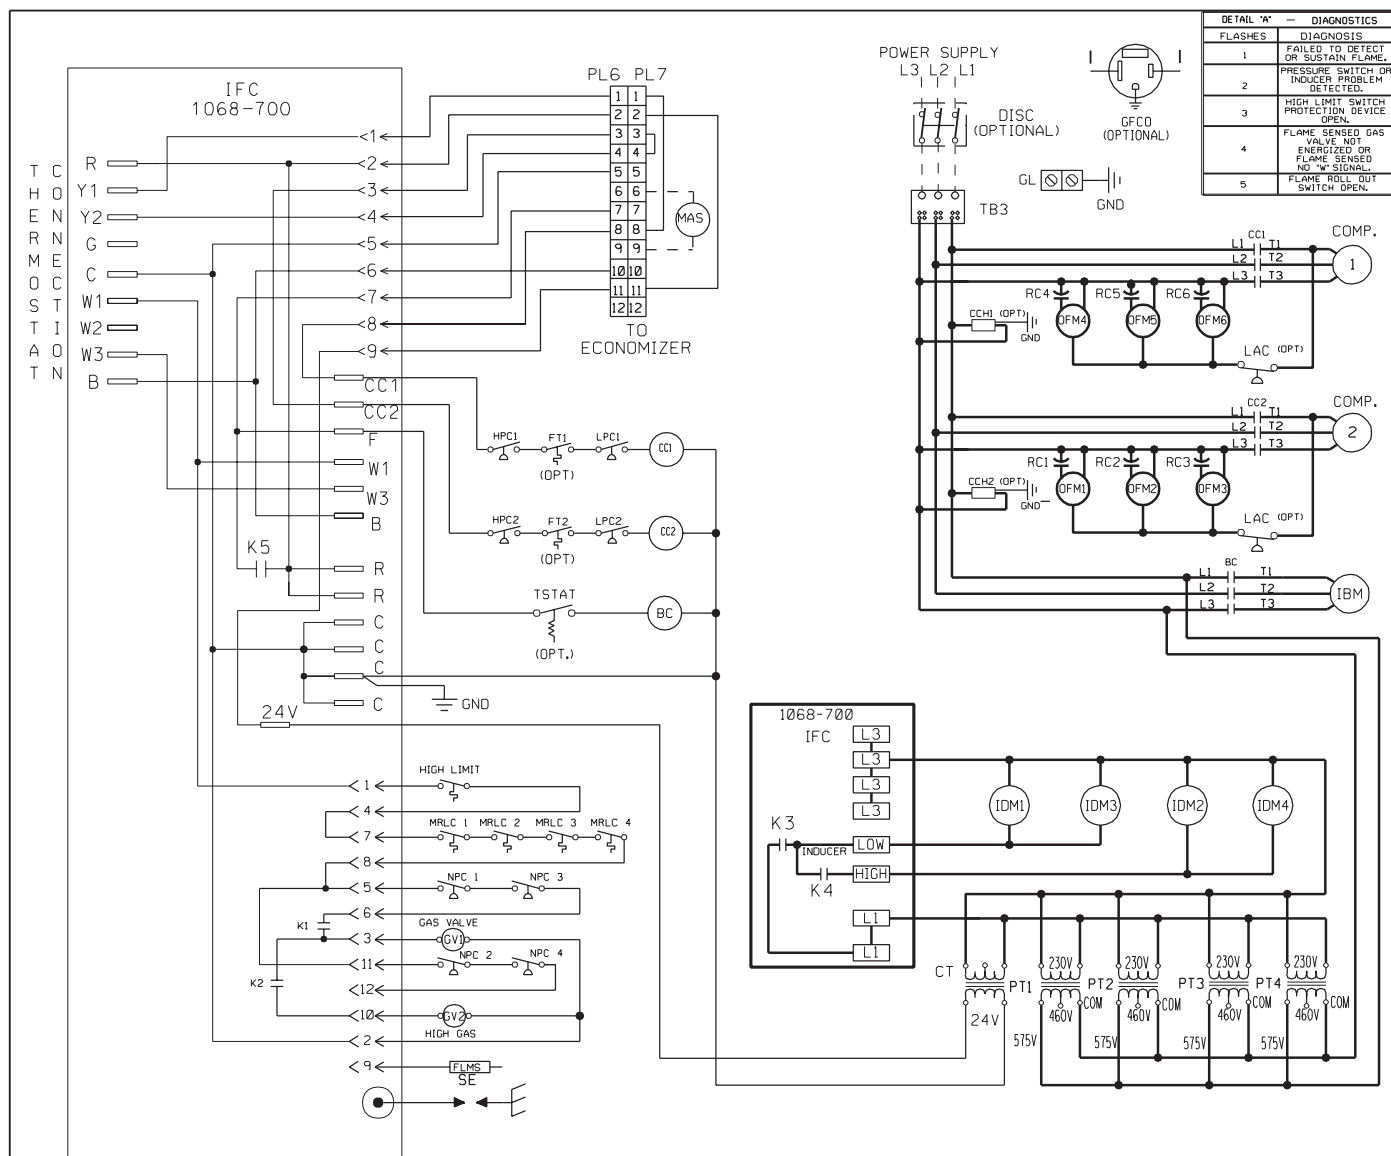 DETAIL "A" — DIAGNOSTICS
FLASHES DIAGNOSIS
1 FAILED TO DETECT
OR SUSTAIN FLAME.
2 PRESSURE SWITCH OR
INDUCER PROBLEM
DETECTED.
3 HIGH LIMIT SWITCH
PROTECTION DEVICE
OPEN.
4 FLAME SENSED GAS
VALVE NOT
ENERGIZED OR
FLAME SENSED
NO "W" SIGNAL.
5 FLAME ROLL OUT
SWITCH OPEN.
IFC
1068-700
THERMOSTAT
CONNECTION
R
Y1
Y2
G
C
W1
W2
W3
B
1
2
3
4
5
6
7
8
9
CC1
CC2
F
W1
W3
B
K5
R
R
C
C
C
C
GND
24V
PL6 PL7
1 1
2 2
3 3
4 4
5 5
6 6
7 7
8 8
9 9
10 10
11 11
12 12
MAS
TO
ECONOMIZER
HPC1 FT1 LPC1 CC1
(OPT)
HPC2 FT2 LPC2 CC2
(OPT)
TSTAT BC
(OPT.)
1 HIGH LIMIT
4
7 MRLC 1 MRLC 2 MRLC 3 MRLC 4
8
5 NPC 1 NPC 3
6
K1
3 GAS VALVE GV1
11 NPC 2 NPC 4
K2
12
10 GV2
HIGH GAS
2
9 FLMS
SE
POWER SUPPLY
L3 L2 L1
DISC
(OPTIONAL)
GFCO
(OPTIONAL)
GL GND
TB3
CC1 COMP.
L1 T1
L2 T2 1
L3 T3
RC4 RC5 RC6
OFM4 OFM5 OFM6
CCH1 (OPT)
GND
LAC (OPT)
CC2 COMP.
L1 T1
L2 T2 2
L3 T3
RC1 RC2 RC3
OFM1 OFM2 OFM3
CCH2 (OPT)
GND
LAC (OPT)
BC
L1 T1
L2 T2 IBM
L3 T3
1068-700
IFC
L3
L3
L3
L3
K3
INDUCER LOW
K4 HIGH
L1
L1
IDM1 IDM3 IDM2 IDM4
CT PT1 230V PT2 230V PT3 230V PT4 230V
24V
COM COM COM COM
460V 460V 460V 460V
575V 575V 575V 575V